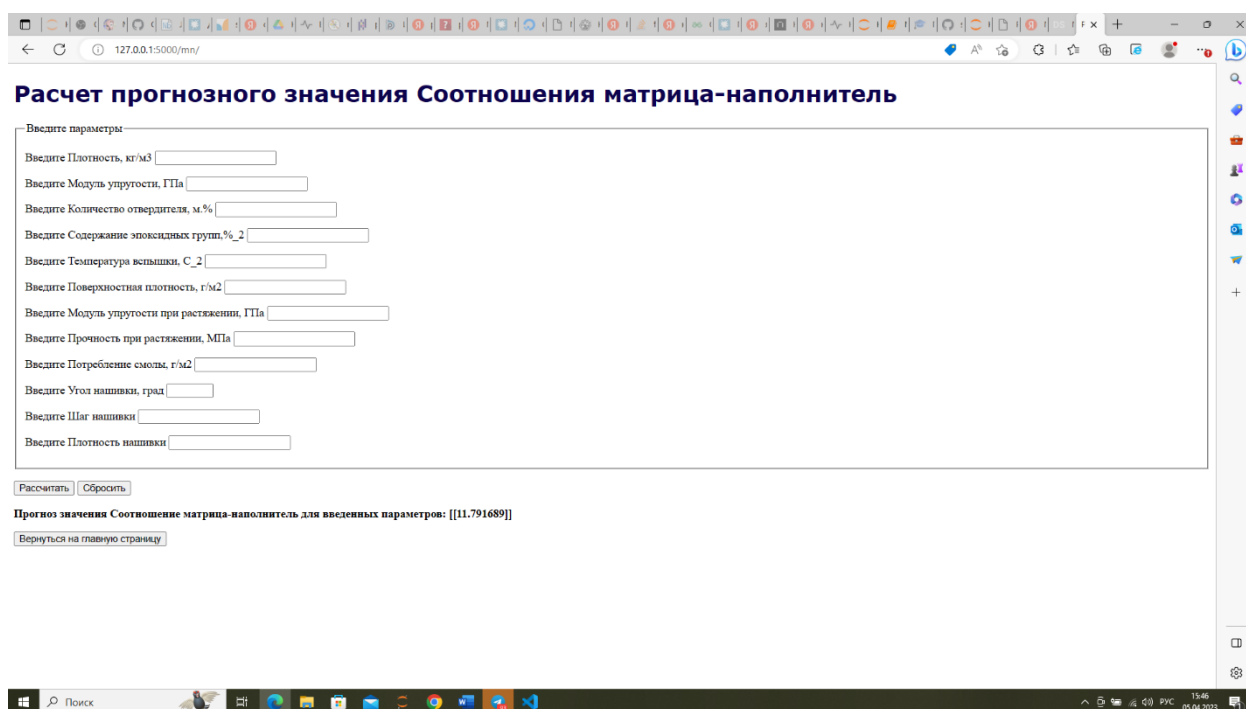 127.0.0.1:5000/mn/
Расчет прогнозного значения Соотношения матрица-наполнитель
Введите параметры
Введите Плотность, кг/м3
Введите Модуль упругости, ГПа
Введите Количество отвердителя, м.%
Введите Содержание эпоксидных групп,%_2
Введите Температура вспышки, С_2
Введите Поверхностная плотность, г/м2
Введите Модуль упругости при растяжении, ГПа
Введите Прочность при растяжении, МПа
Введите Потребление смолы, г/м2
Введите Угол нашивки, град
Введите Шаг нашивки
Введите Плотность нашивки
Рассчитать Сбросить
Прогноз значения Соотношение матрица-наполнитель для введенных параметров: [[11.791689]]
Вернуться на главную страницу
Поиск
РУС
15:46
05.04.2023